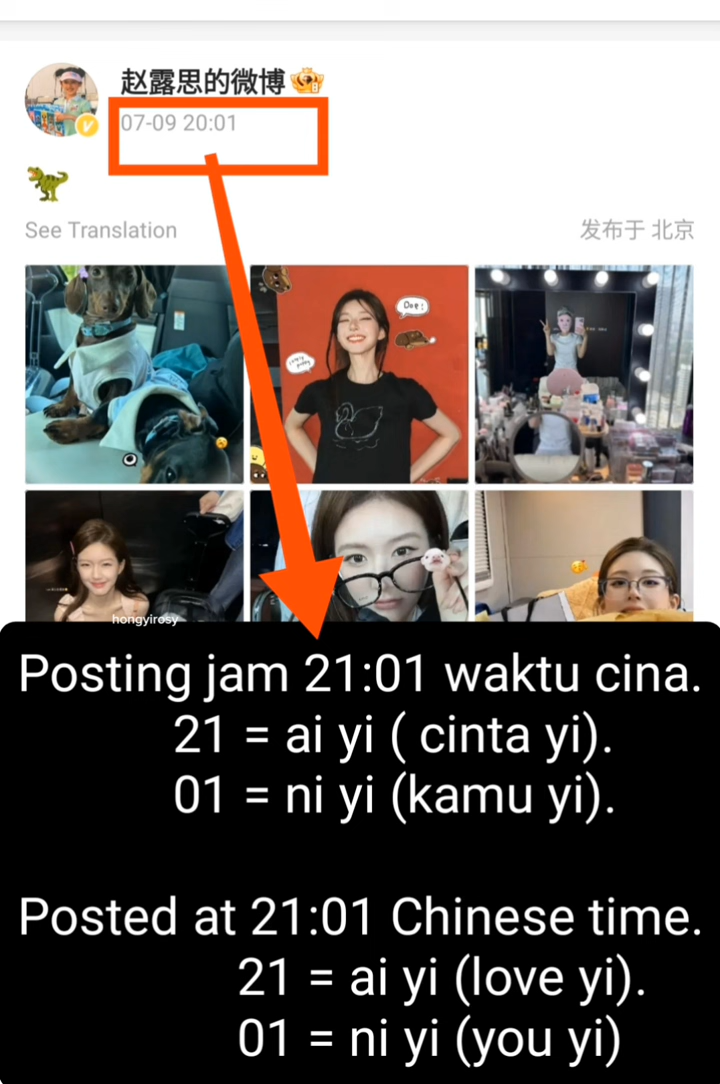 赵露思的微博
07-09 20:01
See Translation
发布于 北京
Dae:
hongyirosy
Posting jam 21:01 waktu cina.
21 = ai yi ( cinta yi).
01 = ni yi (kamu yi).
Posted at 21:01 Chinese time.
21 = ai yi (love yi).
01 = ni yi (you yi)